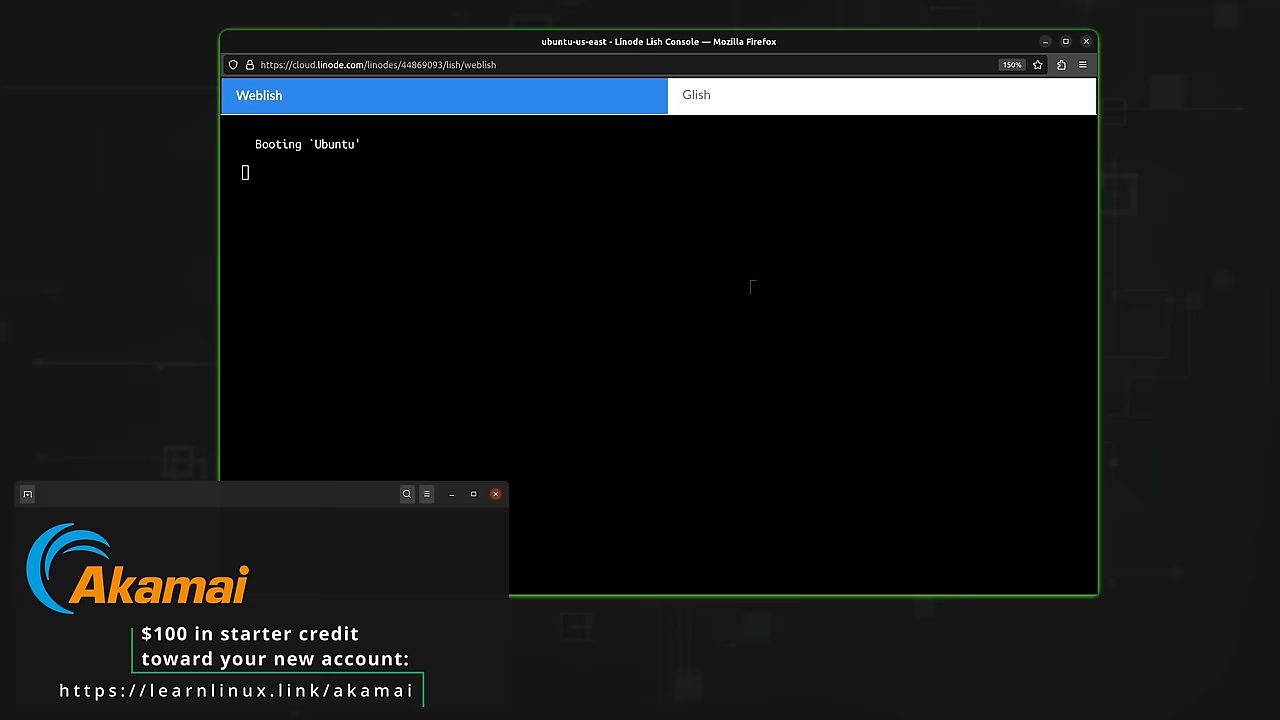 ubuntu-us-east - Linode Lish Console — Mozilla Firefox
https://cloud.linode.com/linodes/44869093/lish/weblish
150%
Weblish
Glish
Booting `Ubuntu'
Akamai
$100 in starter credit
toward your new account:
https://learnlinux.link/akamai